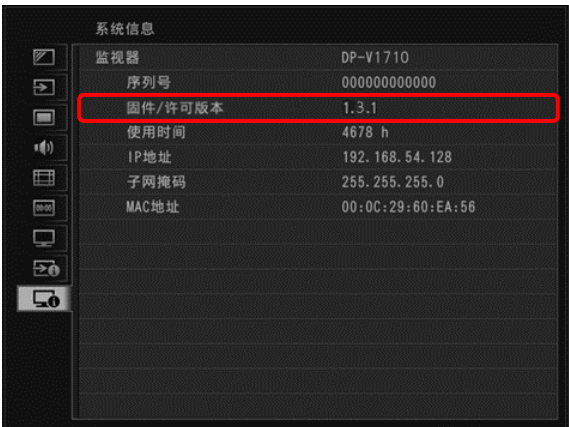 系统信息
监视器 DP-V1710
序列号 000000000000
固件/许可版本 1.3.1
使用时间 4678 h
IP地址 192.168.54.128
子网掩码 255.255.255.0
MAC地址 00:0C:29:60:EA:56